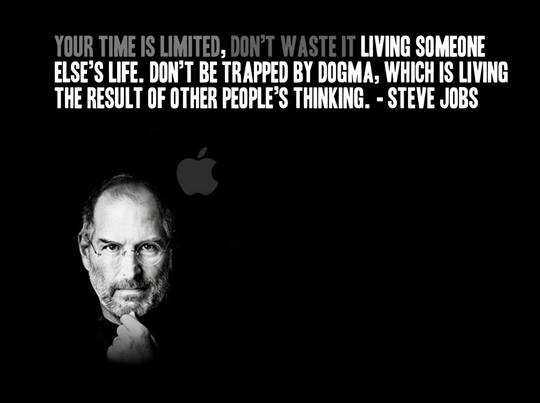 YOUR TIME IS LIMITED, DON'T WASTE IT LIVING SOMEONE
ELSE'S LIFE. DON'T BE TRAPPED BY DOGMA, WHICH IS LIVING
THE RESULT OF OTHER PEOPLE'S THINKING. - STEVE JOBS